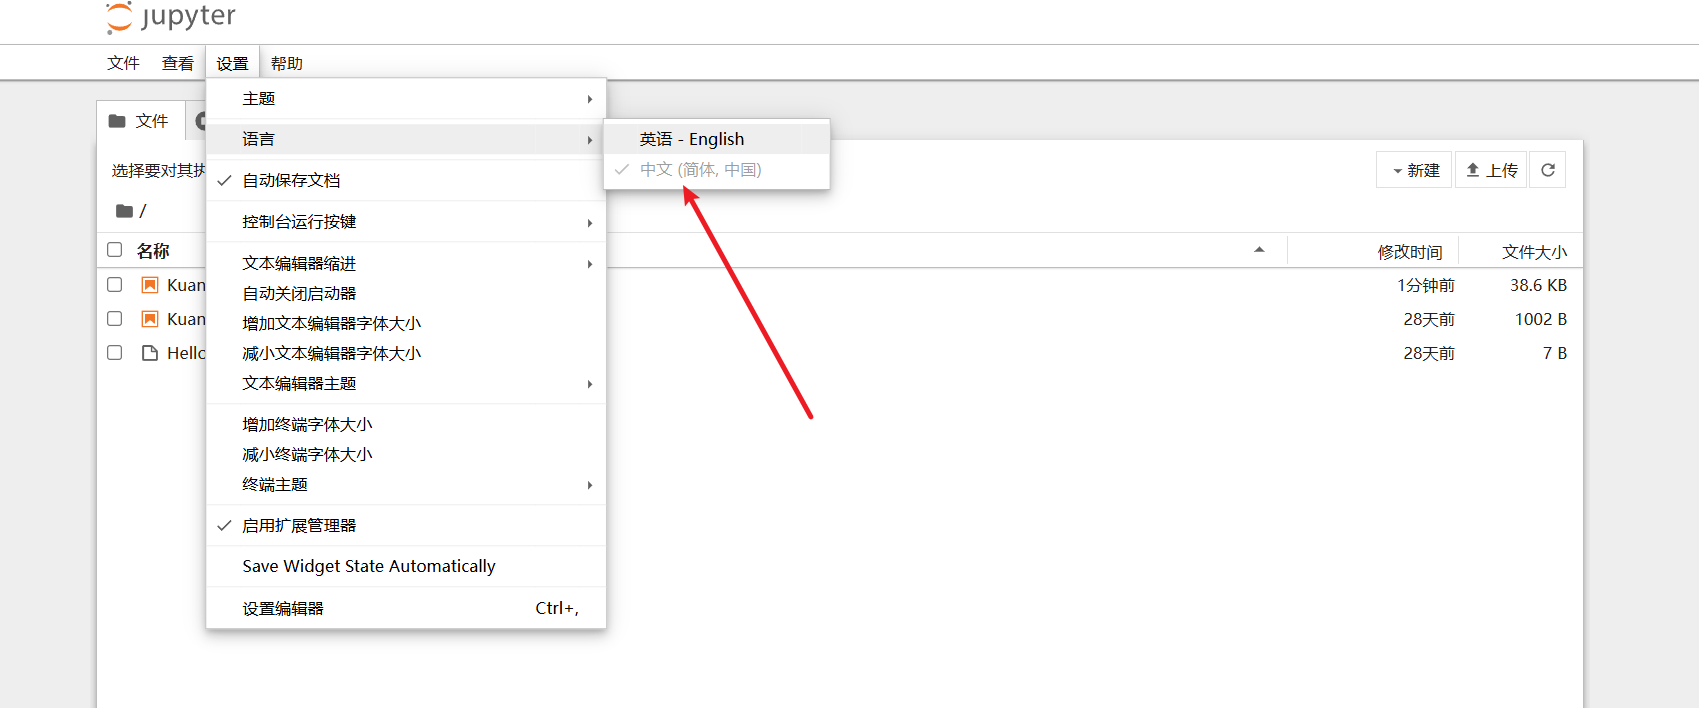 jupyter
文件 查看 设置 帮助
文件
主题
语言
英语 - English
中文 (简体, 中国)
选择要对其执
自动保存文档
新建 上传
/
控制台运行按键
名称 修改时间 文件大小
文本编辑器缩进
Kuan 1分钟前 38.6 KB
自动关闭启动器
Kuan 28天前 1002 B
增加文本编辑器字体大小
Hello 28天前 7 B
减小文本编辑器字体大小
文本编辑器主题
增加终端字体大小
减小终端字体大小
终端主题
启用扩展管理器
Save Widget State Automatically
设置编辑器 Ctrl+,